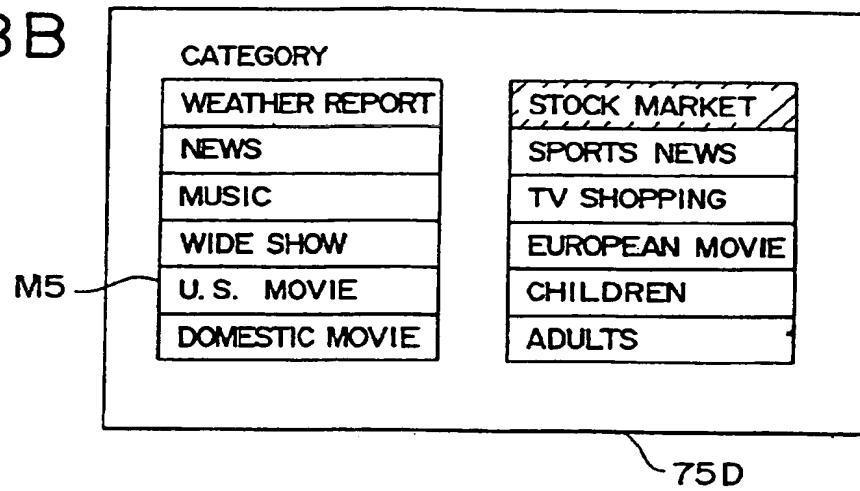 B
CATEGORY
WEATHER REPORT
NEWS
MUSIC
WIDE SHOW
U.S. MOVIE
DOMESTIC MOVIE
STOCK MARKET
SPORTS NEWS
TV SHOPPING
EUROPEAN MOVIE
CHILDREN
ADULTS
M5
75D